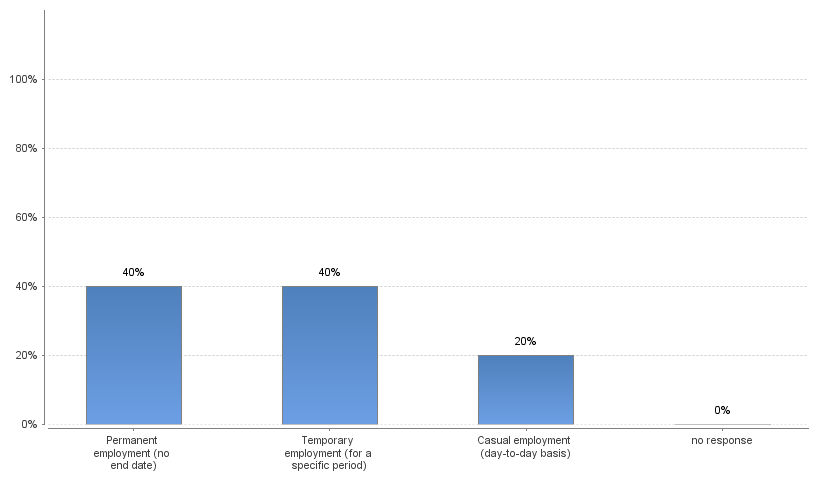 100%
80%
60%
40%
20%
0%
40%
40%
20%
0%
Permanent
employment (no
end date)
Temporary
employment (for a
specific period)
Casual employment
(day-to-day basis)
no response